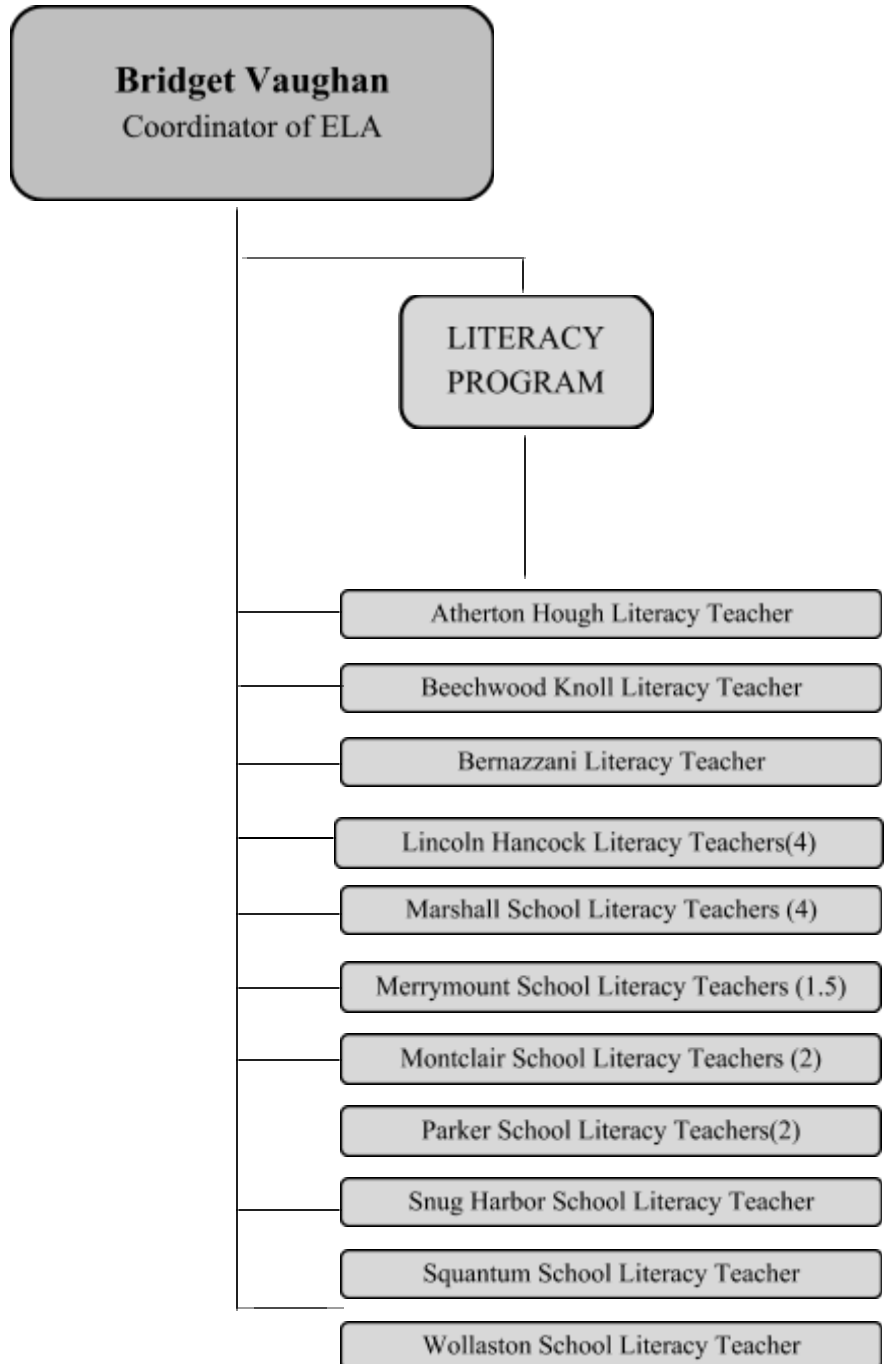 Bridget Vaughan
Coordinator of ELA
LITERACY
PROGRAM
Atherton Hough Literacy Teacher
Beechwood Knoll Literacy Teacher
Bernazzani Literacy Teacher
Lincoln Hancock Literacy Teachers(4)
Marshall School Literacy Teachers (4)
Merrymount School Literacy Teachers (1.5)
Montclair School Literacy Teachers (2)
Parker School Literacy Teachers(2)
Snug Harbor School Literacy Teacher
Squantum School Literacy Teacher
Wollaston School Literacy Teacher